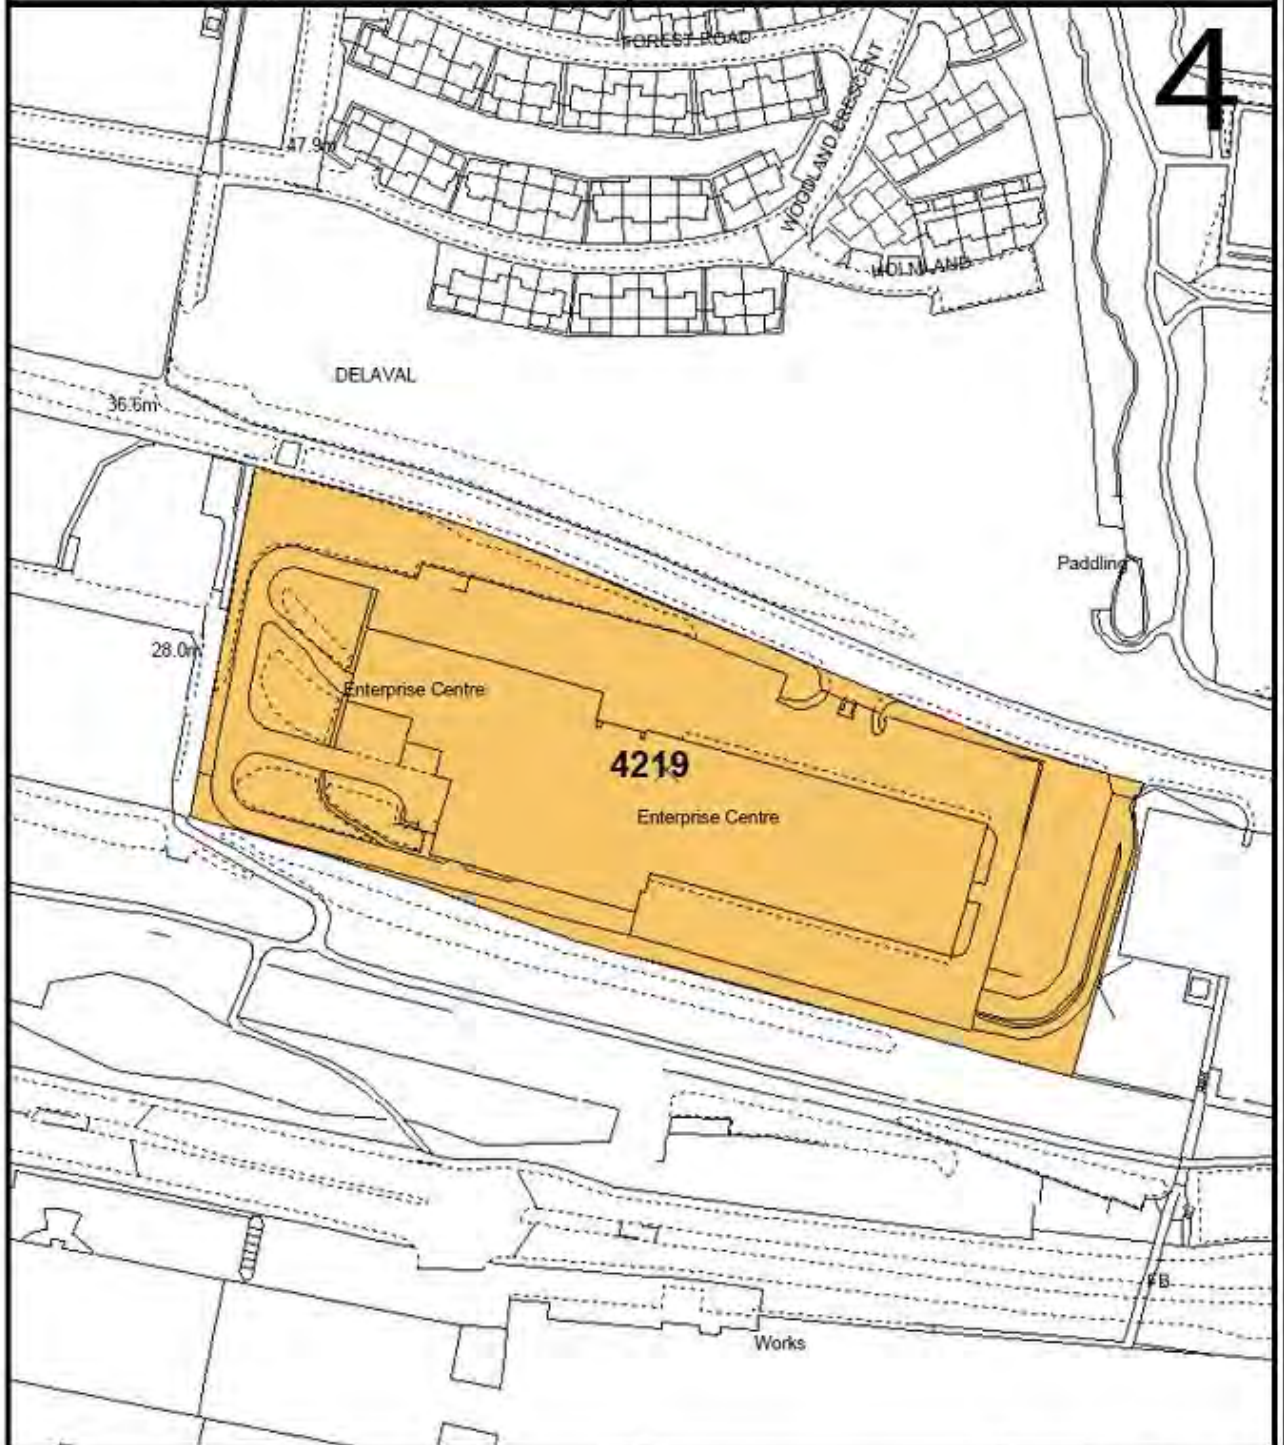 4
FOREST ROAD
WOODLAND CRESCENT
47.9m
HOLMLAND
DELAVAL
36.6m
Paddling
28.0m
Enterprise Centre
4219
Enterprise Centre
FB
Works